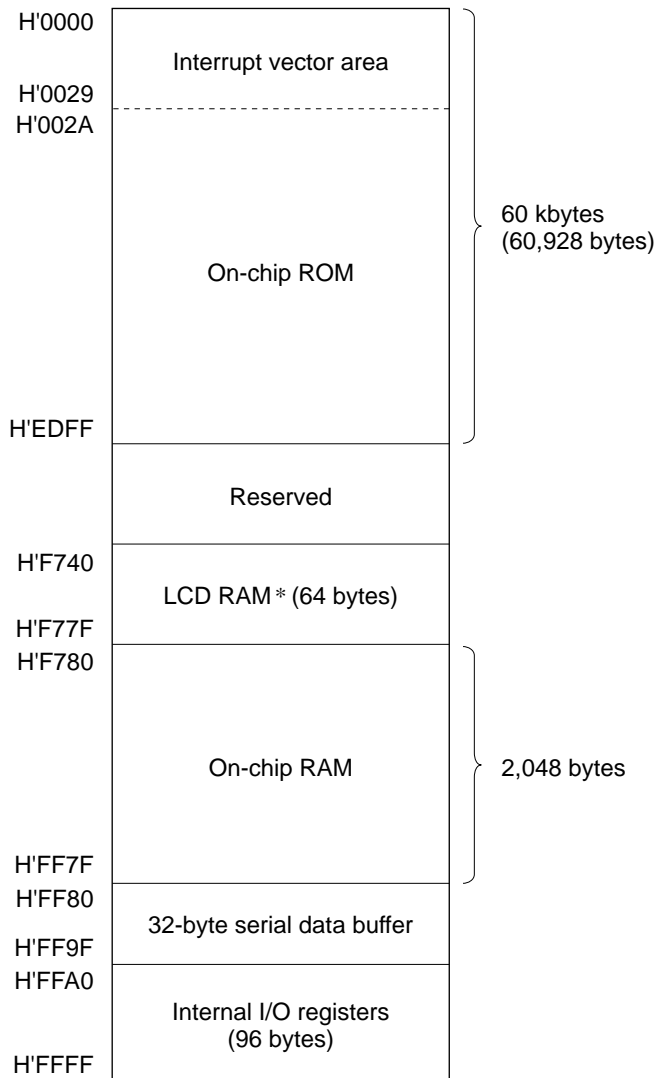 H'0000
Interrupt vector area
H'0029
H'002A
60 kbytes
(60,928 bytes)
On-chip ROM
H'EDFF
Reserved
H'F740
LCD RAM* (64 bytes)
H'F77F
H'F780
On-chip RAM
2,048 bytes
H'FF7F
H'FF80
32-byte serial data buffer
H'FF9F
H'FFA0
Internal I/O registers
(96 bytes)
H'FFFF